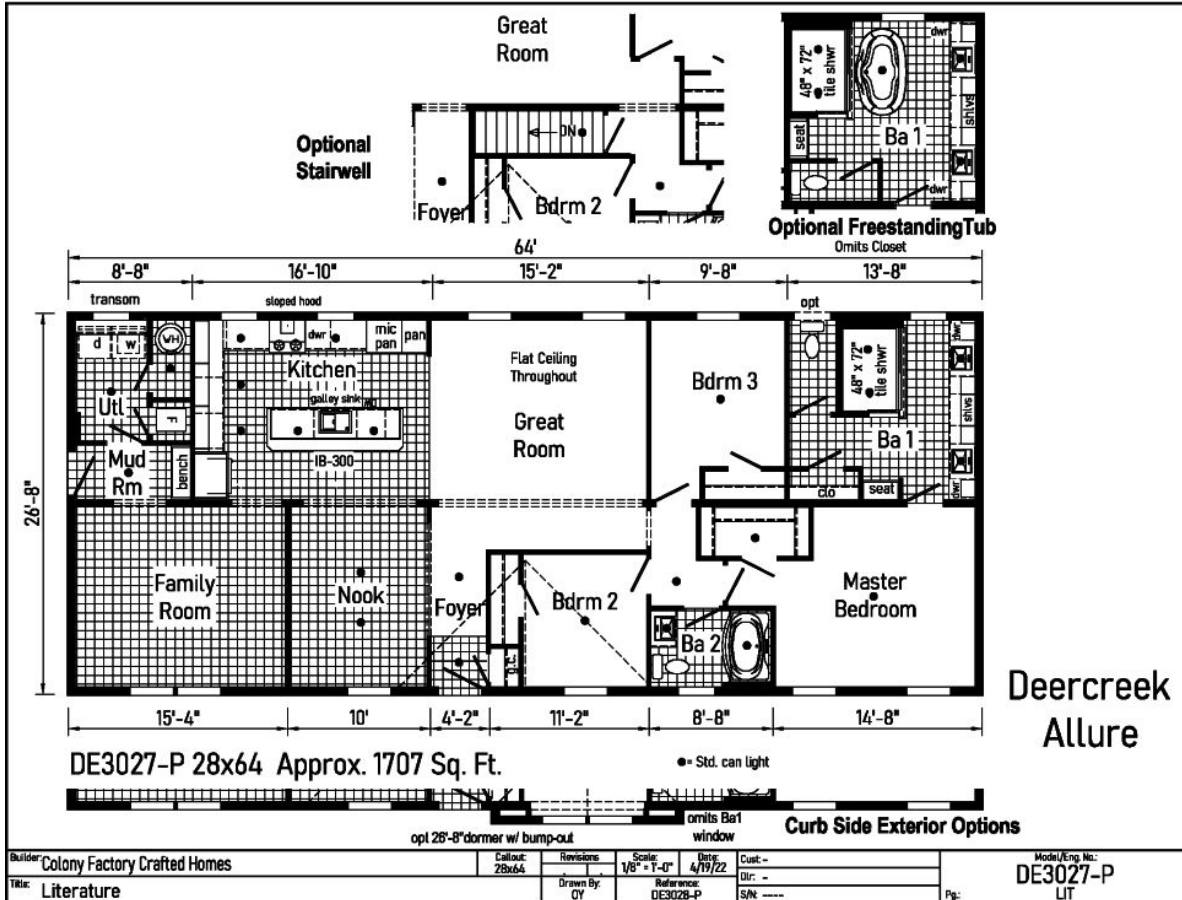 Great
Room
Optional
Stairwell
DN
Foyer
Bdrm 2
48" x 72"
tile shwr
dwr
seat
Ba 1
shlvs
dwr
Optional FreestandingTub
Omits Closet
64'
8'-8"
16'-10"
15'-2"
9'-8"
13'-8"
transom
sloped hood
opt
26'-8"
d
w
WH
Utl
F
Mud
Rm
bench
dwr
mic
pan
pan
Kitchen
galley sink
DW
IB-300
Flat Ceiling
Throughout
Great
Room
Bdrm 3
48" x 72"
tile shwr
dwr
shlvs
Ba 1
dwr
clo
seat
Family
Room
Nook
Foyer
Bdrm 2
Ba 2
Master
Bedroom
15'-4"
10'
4'-2"
11'-2"
8'-8"
14'-8"
Deercreek
Allure
DE3027-P 28x64 Approx. 1707 Sq. Ft.
= Std. can light
opt 26'-8"dormer w/ bump-out
omits Ba1
window
Curb Side Exterior Options
Builder: Colony Factory Crafted Homes
Title: Literature
Callout:
28x64
Revisions
Drawn By:
OY
Scale:
1/8" = 1'-0"
Date:
4/19/22
Reference:
DE3028-P
Cust: -
Dlr: -
S/N: ----
Model/Eng. No.:
DE3027-P
Pg.: LIT